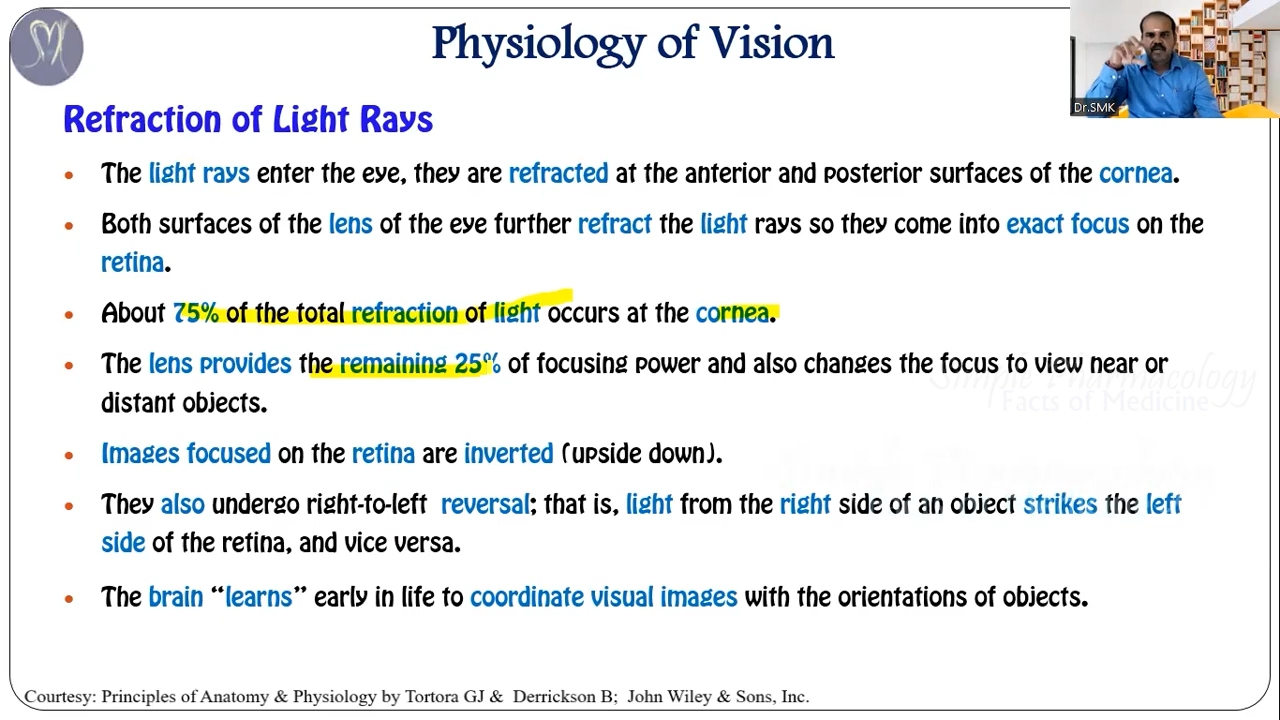 Physiology of Vision
Dr.SMK
Refraction of Light Rays
• The light rays enter the eye, they are refracted at the anterior and posterior surfaces of the cornea.
• Both surfaces of the lens of the eye further refract the light rays so they come into exact focus on the
retina.
• About 75% of the total refraction of light occurs at the cornea.
• The lens provides the remaining 25% of focusing power and also changes the focus to view near or
distant objects.
Simple Pharmacology
Facts of Medicine
• Images focused on the retina are inverted (upside down).
• They also undergo right-to-left reversal; that is, light from the right side of an object strikes the left
side of the retina, and vice versa.
• The brain “learns” early in life to coordinate visual images with the orientations of objects.
Courtesy: Principles of Anatomy & Physiology by Tortora GJ & Derrickson B; John Wiley & Sons, Inc.